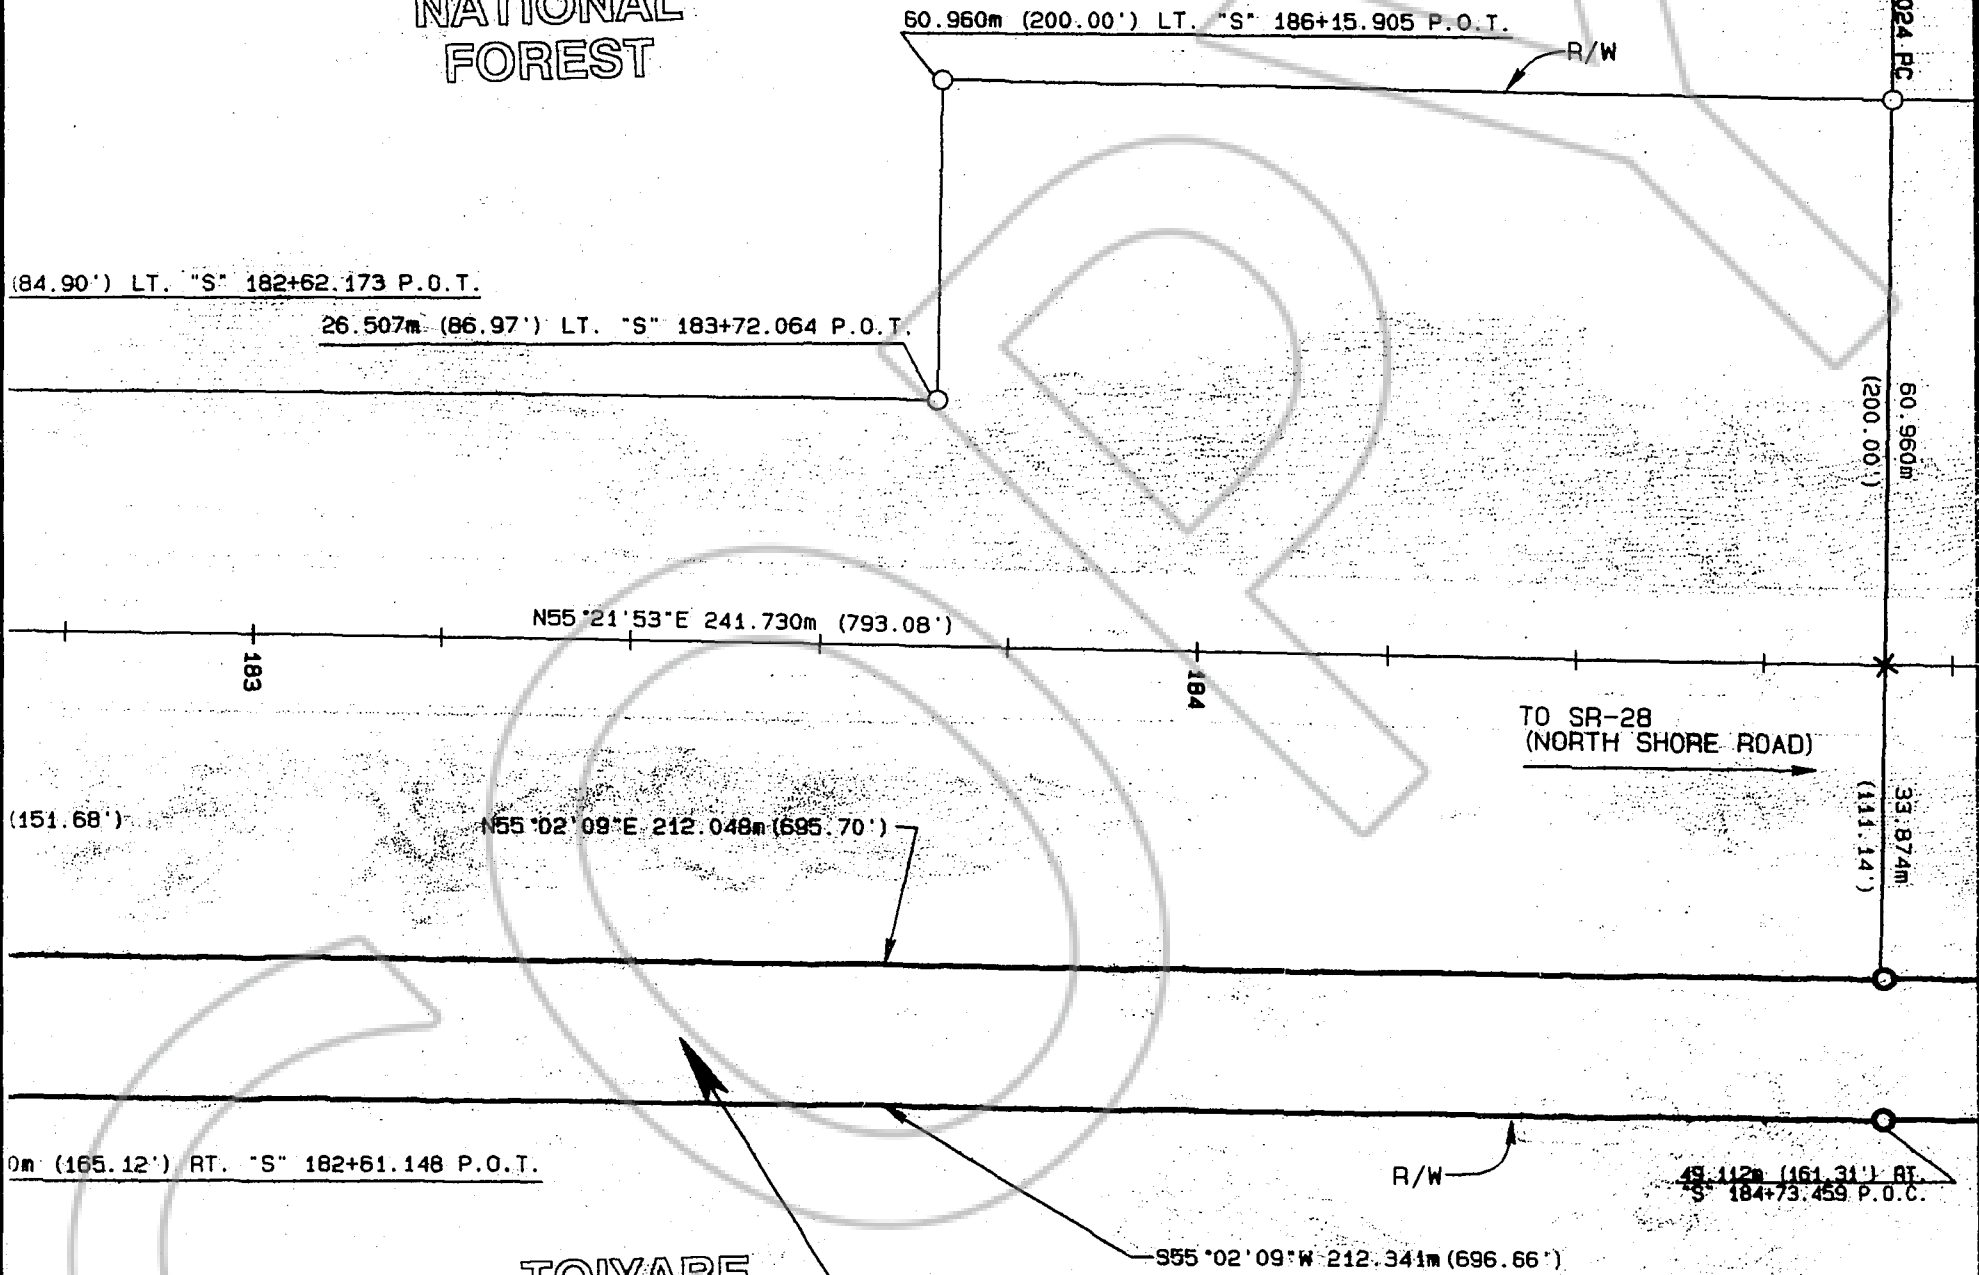 NATIONAL
FOREST
60.960m (200.00') LT. "S" 186+15.905 P.O.T.
R/W
024 PC
(84.90') LT. "S" 182+62.173 P.O.T.
26.507m (86.97') LT. "S" 183+72.064 P.O.T.
60.960m
(200.00')
N55°21'53"E 241.730m (793.08')
183
184
TO SR-28
(NORTH SHORE ROAD)
33.874m
(111.14')
(151.68')
N55°02'09"E 212.048m(695.70')
0m (165.12') RT. "S" 182+61.148 P.O.T.
R/W
49.112m (161.31') RT.
"S" 184+73.459 P.O.C.
S55°02'09"W 212.341m(696.66')
TOIYABE
COPY